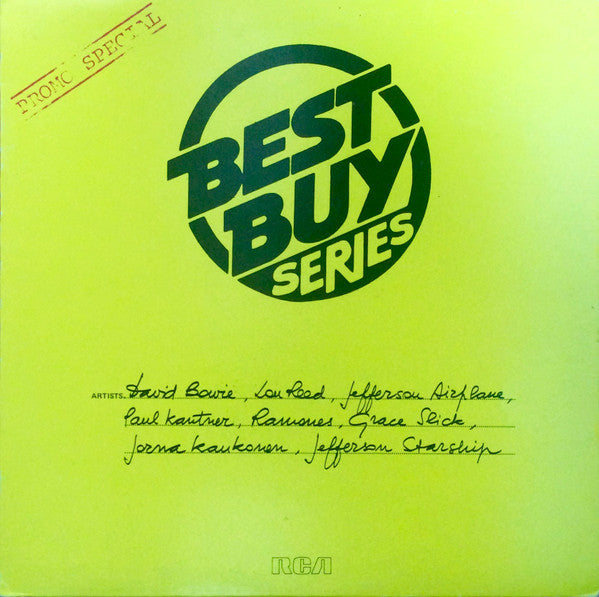 PROMO SPECIAL
BEST
BUY
SERIES
ARTISTS. David Bowie, Lou Reed, Jefferson Airplane,
Paul Kantner, Ramones, Grace Slick,
Jorma Kaukonen, Jefferson Starship
RCA